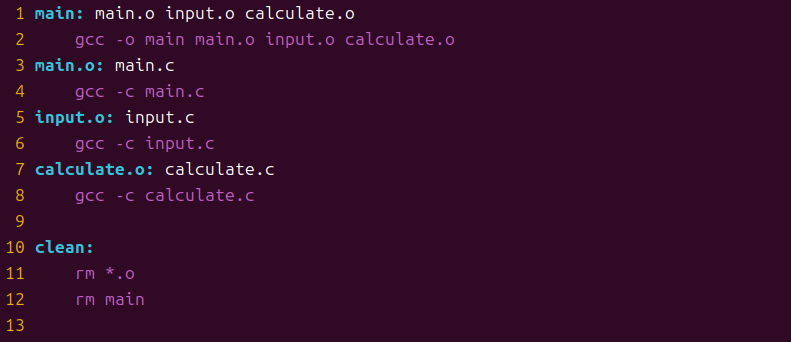 1 main: main.o input.o calculate.o
2     gcc -o main main.o input.o calculate.o
3 main.o: main.c
4     gcc -c main.c
5 input.o: input.c
6     gcc -c input.c
7 calculate.o: calculate.c
8     gcc -c calculate.c
9
10 clean:
11     rm *.o
12     rm main
13